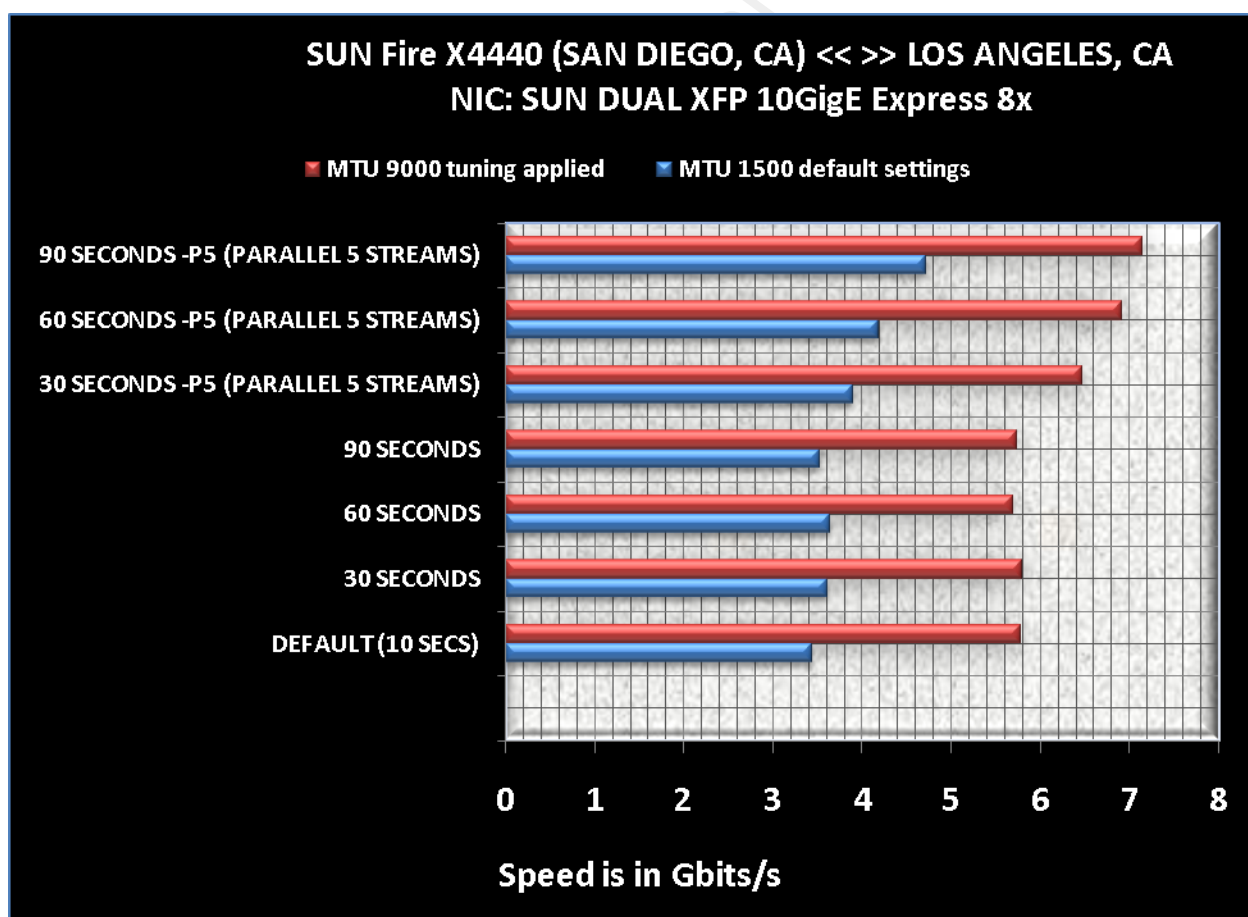 SUN Fire X4440 (SAN DIEGO, CA) << >> LOS ANGELES, CA
NIC: SUN DUAL XFP 10GigE Express 8x
MTU 9000 tuning applied
MTU 1500 default settings
90 SECONDS -P5 (PARALLEL 5 STREAMS)
60 SECONDS -P5 (PARALLEL 5 STREAMS)
30 SECONDS -P5 (PARALLEL 5 STREAMS)
90 SECONDS
60 SECONDS
30 SECONDS
DEFAULT (10 SECS)
0 1 2 3 4 5 6 7 8
Speed is in Gbits/s